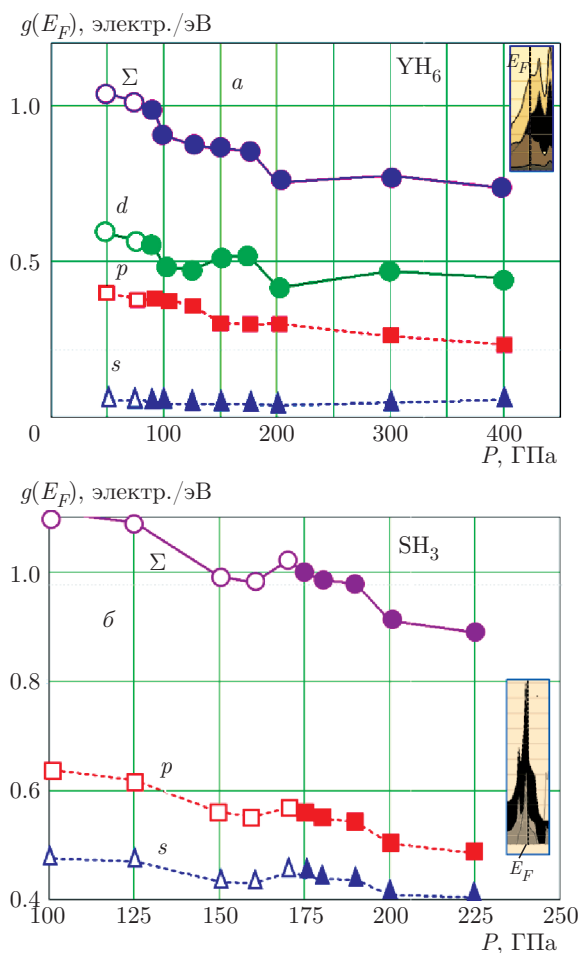 g(E_F), электр./эВ
Σ
а
YH₆
E_F
1.0
d
0.5
p
s
0
100
200
300
400
P, ГПа
g(E_F), электр./эВ
Σ
SH₃
1.0
б
0.8
p
0.6
s
E_F
0.4
100
125
150
175
200
225
250
P, ГПа